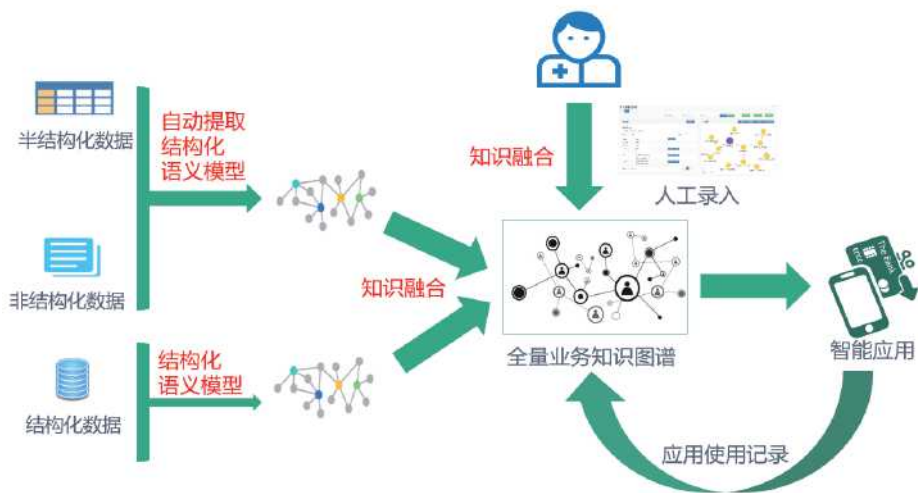 半结构化数据
自动提取
结构化
语义模型
非结构化数据
结构化
语义模型
结构化数据
知识融合
人工录入
知识融合
全量业务知识图谱
The Bank
智能应用
应用使用记录